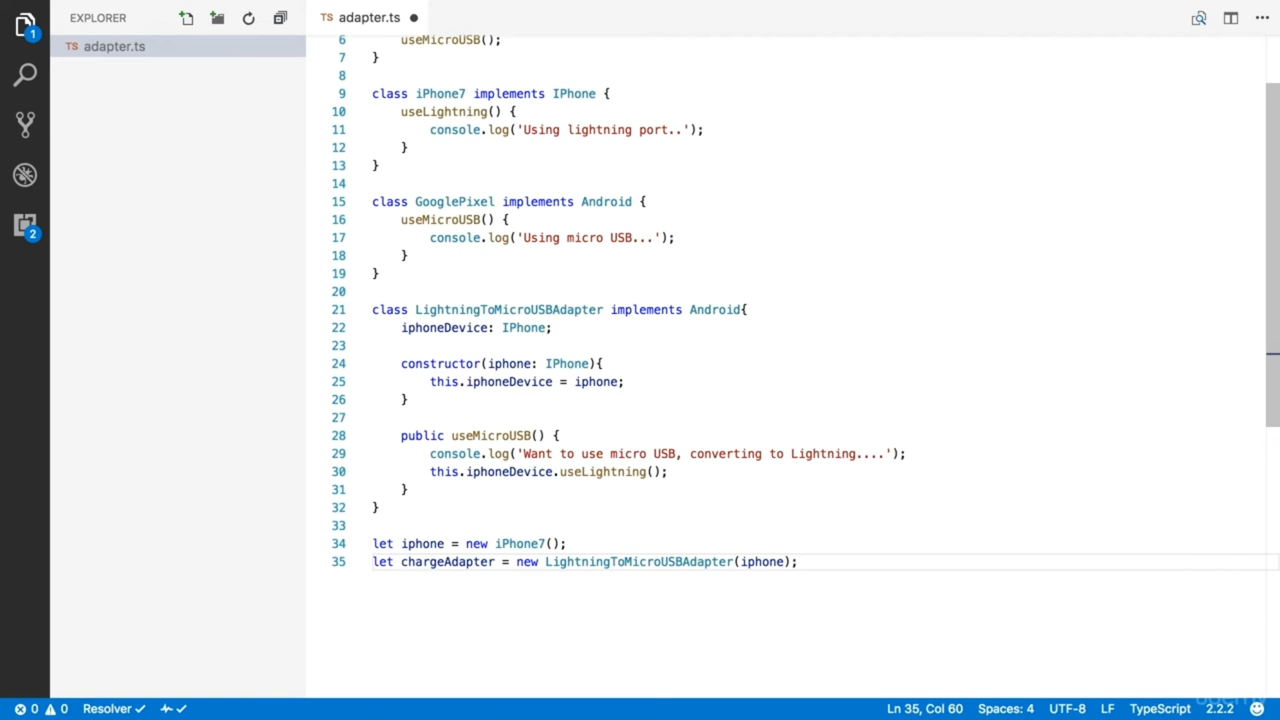 1
2
EXPLORER
TS adapter.ts
TS adapter.ts ●
6 useMicroUSB();
7 }
8
9 class iPhone7 implements IPhone {
10 useLightning() {
11 console.log('Using lightning port..');
12 }
13 }
14
15 class GooglePixel implements Android {
16 useMicroUSB() {
17 console.log('Using micro USB...');
18 }
19 }
20
21 class LightningToMicroUSBAdapter implements Android{
22 iphoneDevice: IPhone;
23
24 constructor(iphone: IPhone){
25 this.iphoneDevice = iphone;
26 }
27
28 public useMicroUSB() {
29 console.log('Want to use micro USB, converting to Lightning....');
30 this.iphoneDevice.useLightning();
31 }
32 }
33
34 let iphone = new iPhone7();
35 let chargeAdapter = new LightningToMicroUSBAdapter(iphone);
0 0 Resolver Ln 35, Col 60 Spaces: 4 UTF-8 LF TypeScript 2.2.2